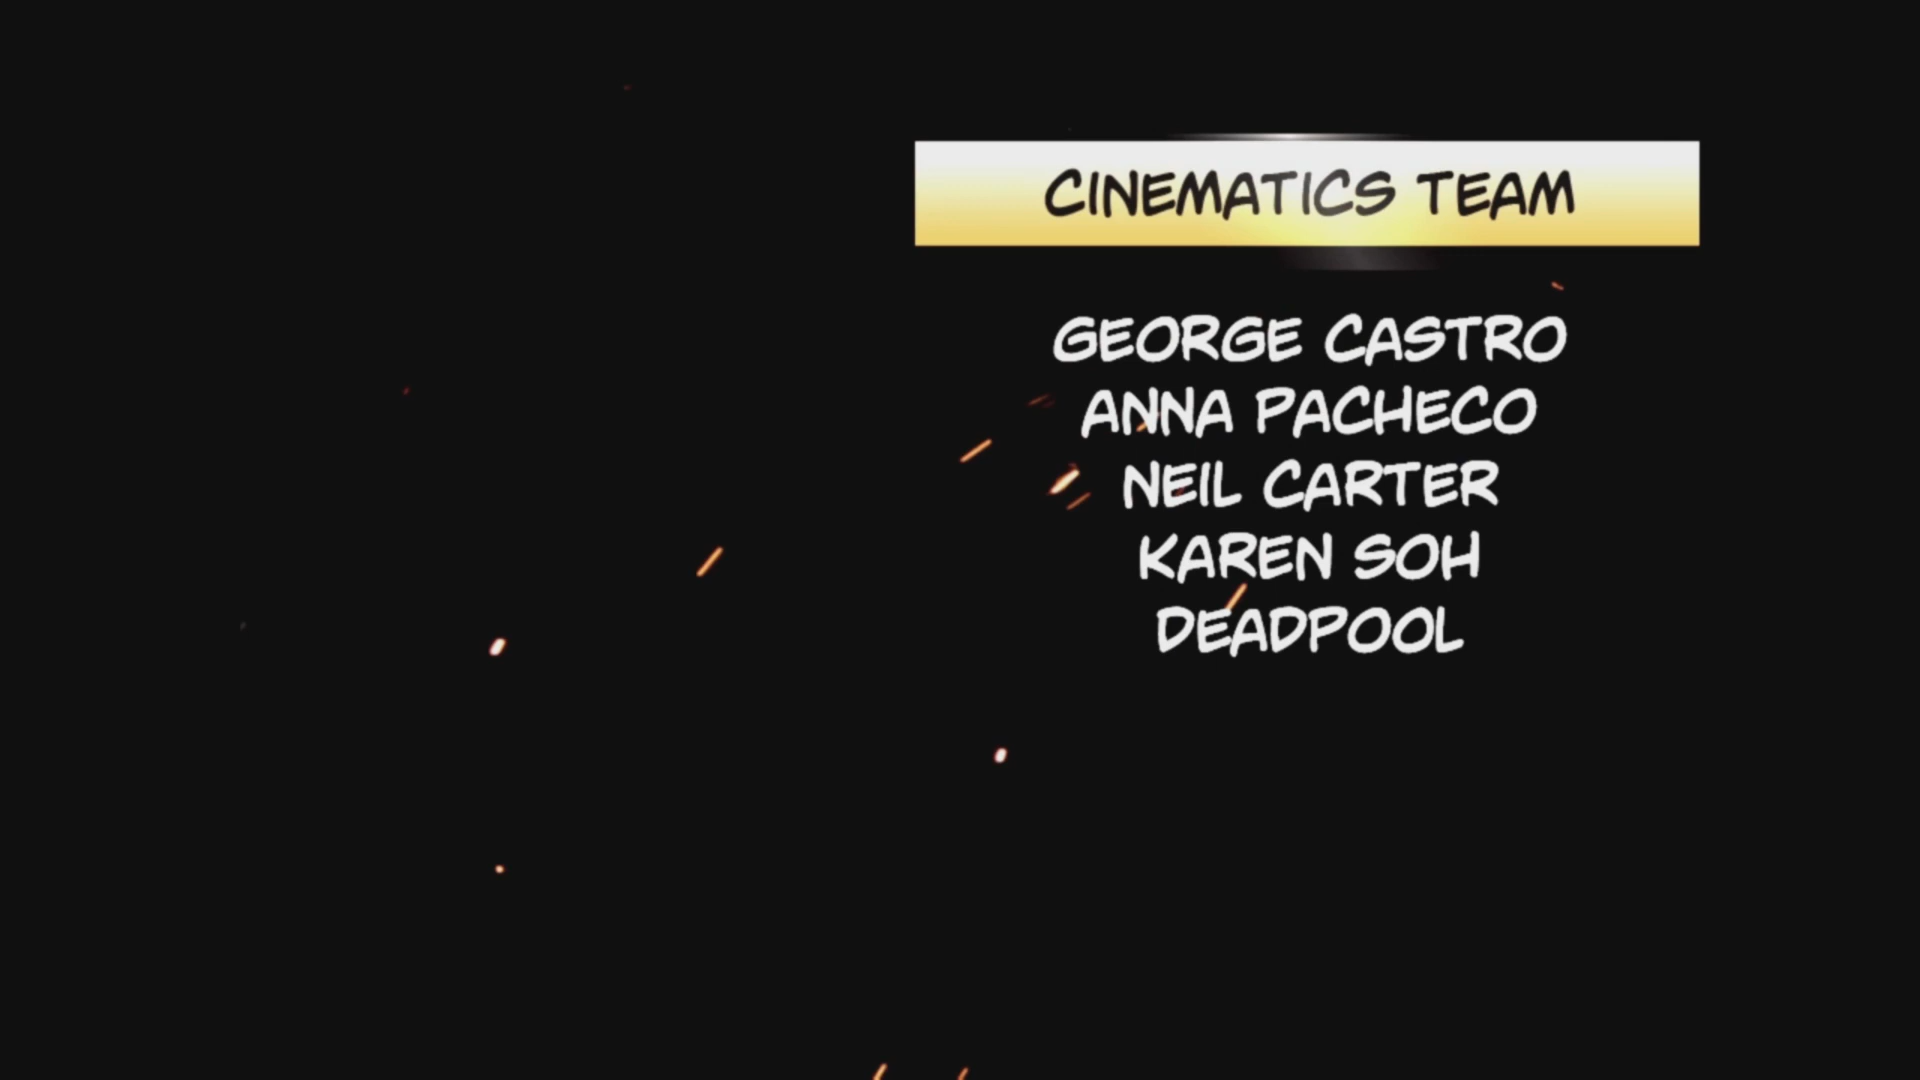 CINEMATICS TEAM
GEORGE CASTRO
ANNA PACHECO
NEIL CARTER
KAREN SOH
DEADPOOL